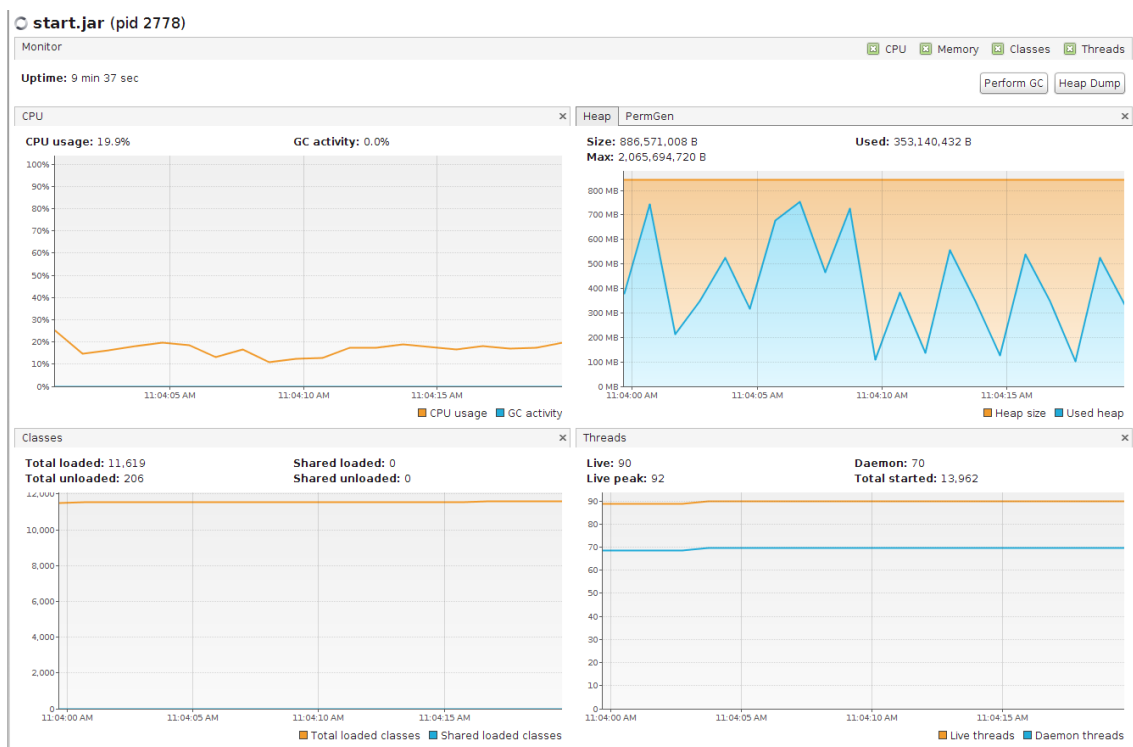 start.jar (pid 2778)
Monitor
CPU Memory Classes Threads
Uptime: 9 min 37 sec
Perform GC Heap Dump
CPU
CPU usage: 19.9% GC activity: 0.0%
100%
90%
80%
70%
60%
50%
40%
30%
20%
10%
0%
11:04:05 AM 11:04:10 AM 11:04:15 AM
CPU usage GC activity
Heap PermGen
Size: 886,571,008 B Used: 353,140,432 B
Max: 2,065,694,720 B
800 MB
700 MB
600 MB
500 MB
400 MB
300 MB
200 MB
100 MB
0 MB
11:04:00 AM 11:04:05 AM 11:04:10 AM 11:04:15 AM
Heap size Used heap
Classes
Total loaded: 11,619 Shared loaded: 0
Total unloaded: 206 Shared unloaded: 0
12,000
10,000
8,000
6,000
4,000
2,000
0
11:04:00 AM 11:04:05 AM 11:04:10 AM 11:04:15 AM
Total loaded classes Shared loaded classes
Threads
Live: 90 Daemon: 70
Live peak: 92 Total started: 13,962
90
80
70
60
50
40
30
20
10
0
11:04:00 AM 11:04:05 AM 11:04:10 AM 11:04:15 AM
Live threads Daemon threads